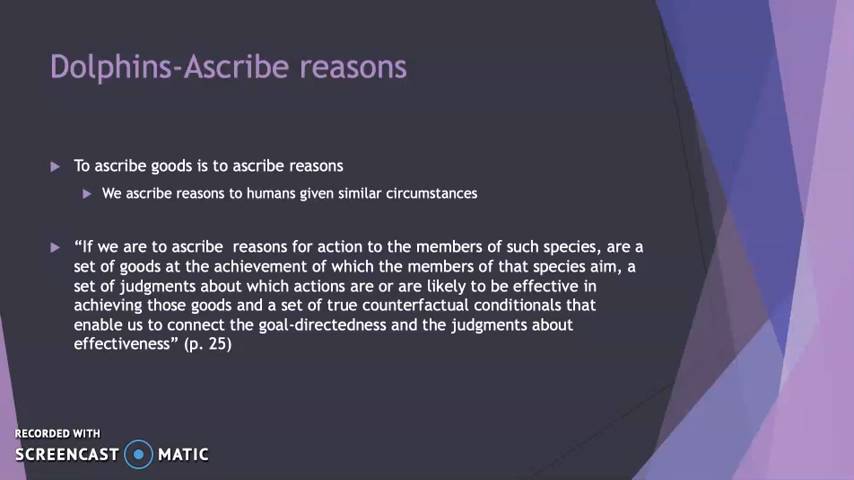 Dolphins-Ascribe reasons
To ascribe goods is to ascribe reasons
We ascribe reasons to humans given similar circumstances
“If we are to ascribe reasons for action to the members of such species, are a
set of goods at the achievement of which the members of that species aim, a
set of judgments about which actions are or are likely to be effective in
achieving those goods and a set of true counterfactual conditionals that
enable us to connect the goal-directedness and the judgments about
effectiveness” (p. 25)
RECORDED WITH
SCREENCAST MATIC